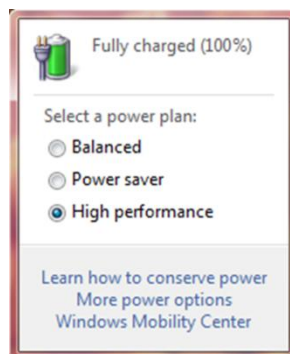 Fully charged (100%)
Select a power plan:
Balanced
Power saver
High performance
Learn how to conserve power
More power options
Windows Mobility Center